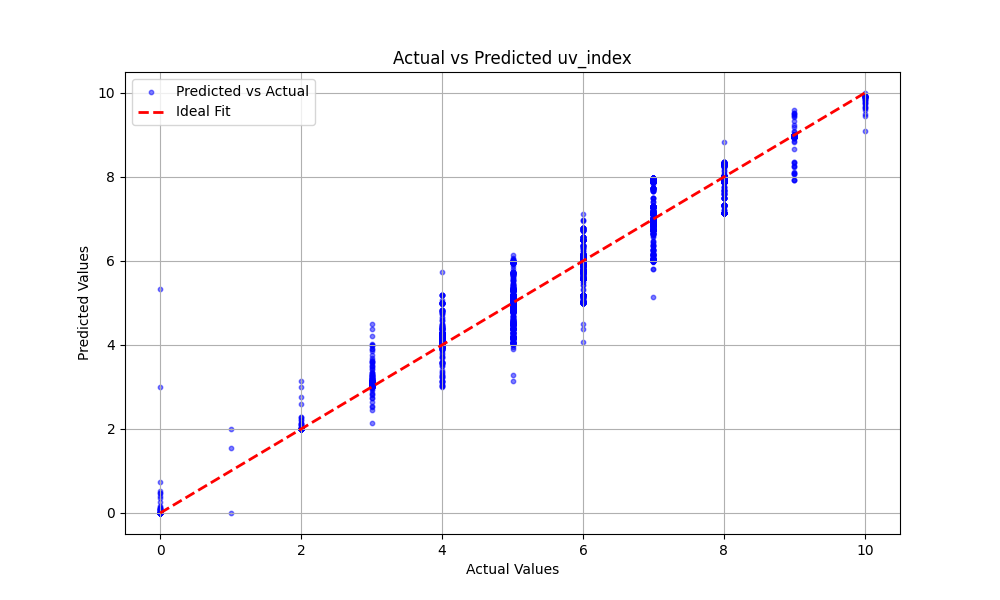 Actual vs Predicted uv_index
Predicted vs Actual
Ideal Fit
Predicted Values
10
8
6
4
2
0
0 2 4 6 8 10
Actual Values